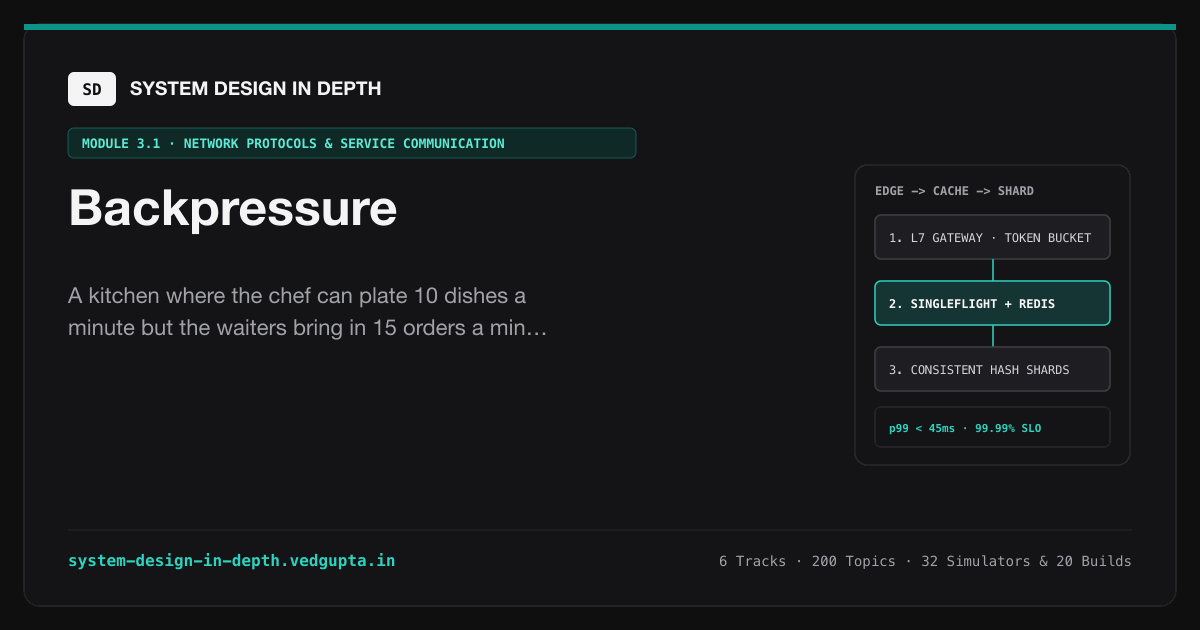 SD
SYSTEM DESIGN IN DEPTH
MODULE 3.1 · NETWORK PROTOCOLS & SERVICE COMMUNICATION
Backpressure
A kitchen where the chef can plate 10 dishes a
minute but the waiters bring in 15 orders a min…
EDGE —> CACHE —> SHARD
1. L7 GATEWAY · TOKEN BUCKET
2. SINGLEFLIGHT + REDIS
3. CONSISTENT HASH SHARDS
p99 < 45ms · 99.99% SLO
system-design-in-depth.vedgupta.in
6 Tracks · 200 Topics · 32 Simulators & 20 Builds